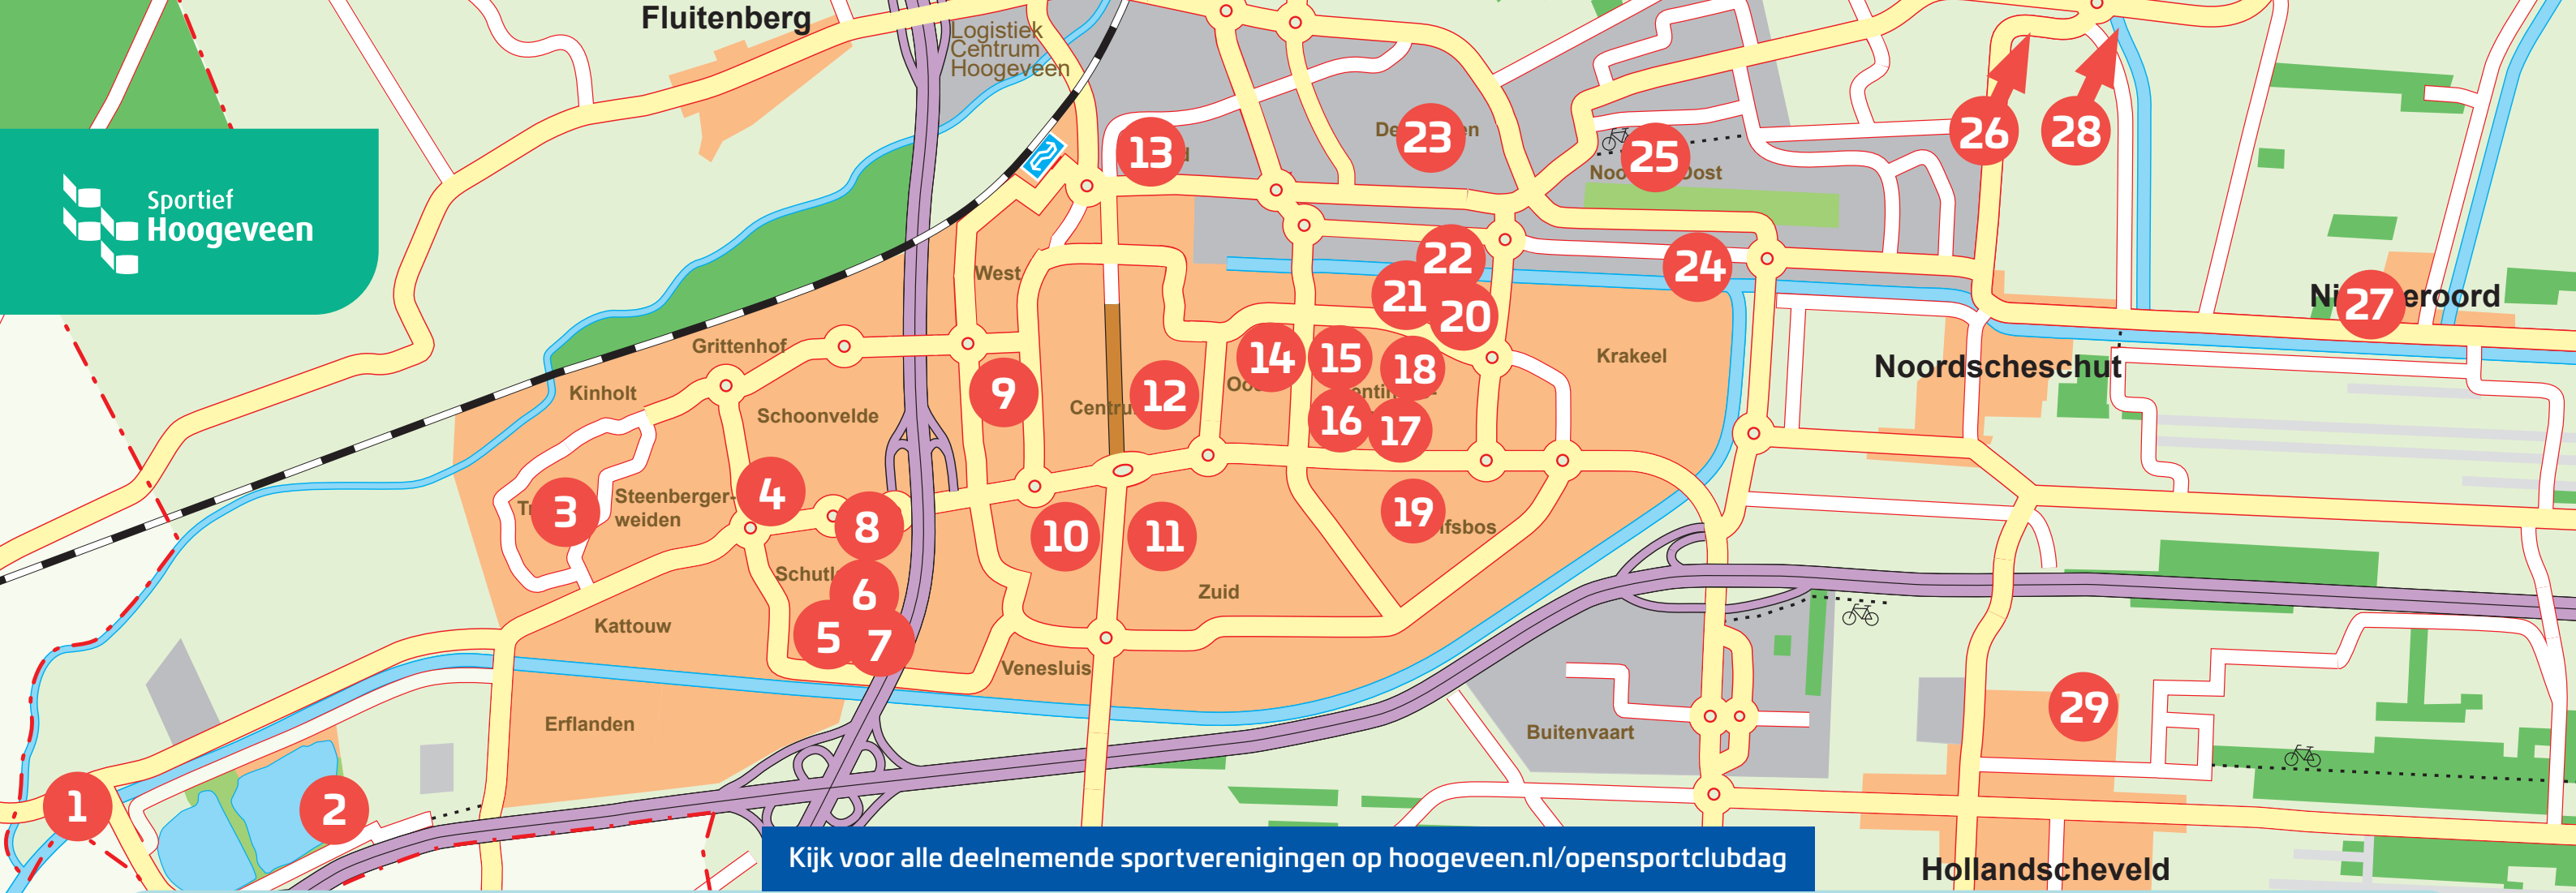 Fluitenberg
Logistiek
Centrum
Hoogeveen
Sportief
Hoogeveen
13
23
25
26
28
22
24
21
20
27
West
Grittenhof
Kinholt
Schoonvelde
9
12
14
15
18
16
17
Krakeel
Noordscheschut
Steenberger-
weiden
3
4
8
10
11
19
Zuid
6
5
7
Kattouw
Venesluis
Erflanden
Buitenvaart
29
1
2
Kijk voor alle deelnemende sportverenigingen op hoogeveen.nl/opensportclubdag
Hollandscheveld